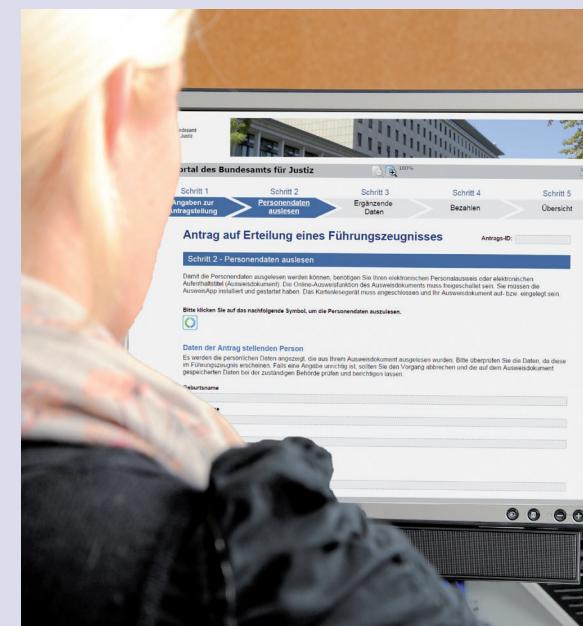 ndesamt
Justiz
ortal des Bundesamts für Justiz
100%
Schritt 1
Schritt 2
Schritt 3
Schritt 4
Schritt 5
Angaben zur
Antragstellung
Personendaten
auslesen
Ergänzende
Daten
Bezahlen
Übersicht
Antrag auf Erteilung eines Führungszeugnisses
Antrags-ID:
Schritt 2 - Personendaten auslesen
Damit die Personendaten ausgelesen werden können, benötigen Sie Ihren elektronischen Personalausweis oder elektronischen
Aufenthaltstitel (Ausweisdokument). Die Online-Ausweisfunktion des Ausweisdokuments muss freigeschaltet sein. Sie müssen die
AusweisApp installiert und gestartet haben. Das Kartenlesegerät muss angeschlossen und Ihr Ausweisdokument auf- bzw. eingelegt sein.
Bitte klicken Sie auf das nachfolgende Symbol, um die Personendaten auszulesen.
Daten der Antrag stellenden Person
Es werden die persönlichen Daten angezeigt, die aus Ihrem Ausweisdokument ausgelesen wurden. Bitte überprüfen Sie die Daten, da diese
im Führungszeugnis erscheinen. Falls eine Angabe unrichtig ist, sollten Sie den Vorgang abbrechen und die auf dem Ausweisdokument
gespeicherten Daten bei der zuständigen Behörde prüfen und berichtigen lassen.
Geburtsname